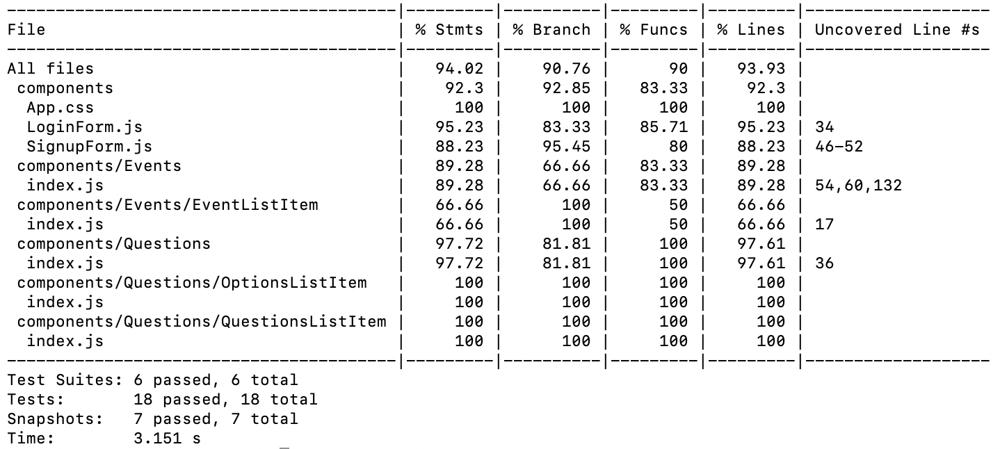 -----------------------------------------|---------|----------|---------|---------|-------------------
File                                    | % Stmts | % Branch | % Funcs | % Lines | Uncovered Line #s
-----------------------------------------|---------|----------|---------|---------|-------------------
All files                               |   94.02 |    90.76 |      90 |   93.93 |
 components                             |    92.3 |    92.85 |   83.33 |    92.3 |
  App.css                               |     100 |      100 |     100 |     100 |
  LoginForm.js                          |   95.23 |    83.33 |   85.71 |   95.23 | 34
  SignupForm.js                         |   88.23 |    95.45 |      80 |   88.23 | 46-52
 components/Events                      |   89.28 |    66.66 |   83.33 |   89.28 |
  index.js                              |   89.28 |    66.66 |   83.33 |   89.28 | 54,60,132
 components/Events/EventListItem        |   66.66 |      100 |      50 |   66.66 |
  index.js                              |   66.66 |      100 |      50 |   66.66 | 17
 components/Questions                   |   97.72 |    81.81 |     100 |   97.61 |
  index.js                              |   97.72 |    81.81 |     100 |   97.61 | 36
 components/Questions/OptionsListItem   |     100 |      100 |     100 |     100 |
  index.js                              |     100 |      100 |     100 |     100 |
 components/Questions/QuestionsListItem |     100 |      100 |     100 |     100 |
  index.js                              |     100 |      100 |     100 |     100 |
-----------------------------------------|---------|----------|---------|---------|-------------------
Test Suites: 6 passed, 6 total
Tests:       18 passed, 18 total
Snapshots:   7 passed, 7 total
Time:        3.151 s